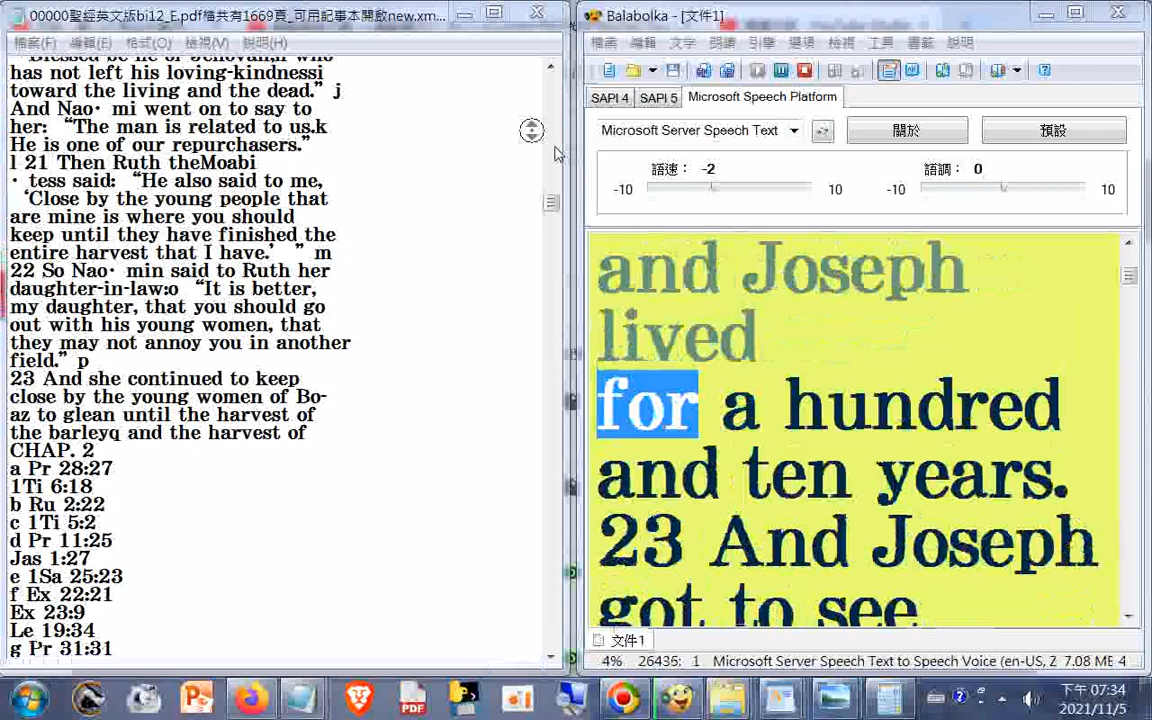 00000聖經英文版bi12_E.pdf檔共有1669頁_可用記事本開啟new.xm...
檔案(F) 編輯(E) 格式(O) 檢視(V) 說明(H)
has not left his loving-kindnessi
toward the living and the dead.” j
And Nao· mi went on to say to
her: “The man is related to us.k
He is one of our repurchasers.”
l 21 Then Ruth theMoabi
· tess said: “He also said to me,
‘Close by the young people that
are mine is where you should
keep until they have finished the
entire harvest that I have.’ ” m
22 So Nao· min said to Ruth her
daughter-in-law:o “It is better,
my daughter, that you should go
out with his young women, that
they may not annoy you in another
field.” p
23 And she continued to keep
close by the young women of Bo-
az to glean until the harvest of
the barleyq and the harvest of
CHAP. 2
a Pr 28:27
1Ti 6:18
b Ru 2:22
c 1Ti 5:2
d Pr 11:25
Jas 1:27
e 1Sa 25:23
f Ex 22:21
Ex 23:9
Le 19:34
g Pr 31:31
Balabolka - [文件1]
檔案 編輯 文字 朗讀 引擎 選項 檢視 工具 書籤 說明
SAPI 4 SAPI 5 Microsoft Speech Platform
Microsoft Server Speech Text 關於 預設
語速: -2 語調: 0
-10 10 -10 10
and Joseph
lived
for a hundred
and ten years.
23 And Joseph
got to see
文件1
4% 26435: 1 Microsoft Server Speech Text to Speech Voice (en-US, Z 7.08 ME 4
PDF
下午 07:34
2021/11/5